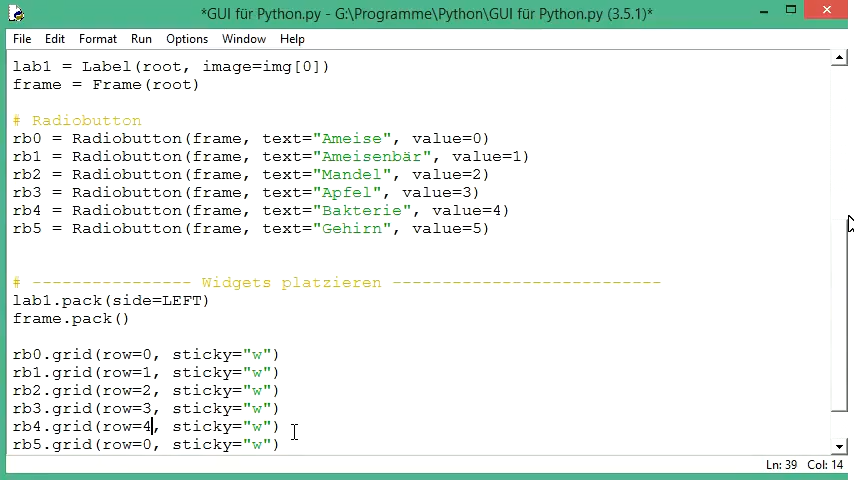 *GUI für Python.py - G:\Programme\Python\GUI für Python.py (3.5.1)*
File Edit Format Run Options Window Help
lab1 = Label(root, image=img[0])
frame = Frame(root)
# Radiobutton
rb0 = Radiobutton(frame, text="Ameise", value=0)
rb1 = Radiobutton(frame, text="Ameisenbär", value=1)
rb2 = Radiobutton(frame, text="Mandel", value=2)
rb3 = Radiobutton(frame, text="Apfel", value=3)
rb4 = Radiobutton(frame, text="Bakterie", value=4)
rb5 = Radiobutton(frame, text="Gehirn", value=5)
# ---------------- Widgets platzieren ---------------------------
lab1.pack(side=LEFT)
frame.pack()
rb0.grid(row=0, sticky="w")
rb1.grid(row=1, sticky="w")
rb2.grid(row=2, sticky="w")
rb3.grid(row=3, sticky="w")
rb4.grid(row=4, sticky="w")
rb5.grid(row=0, sticky="w")
Ln: 39 Col: 14